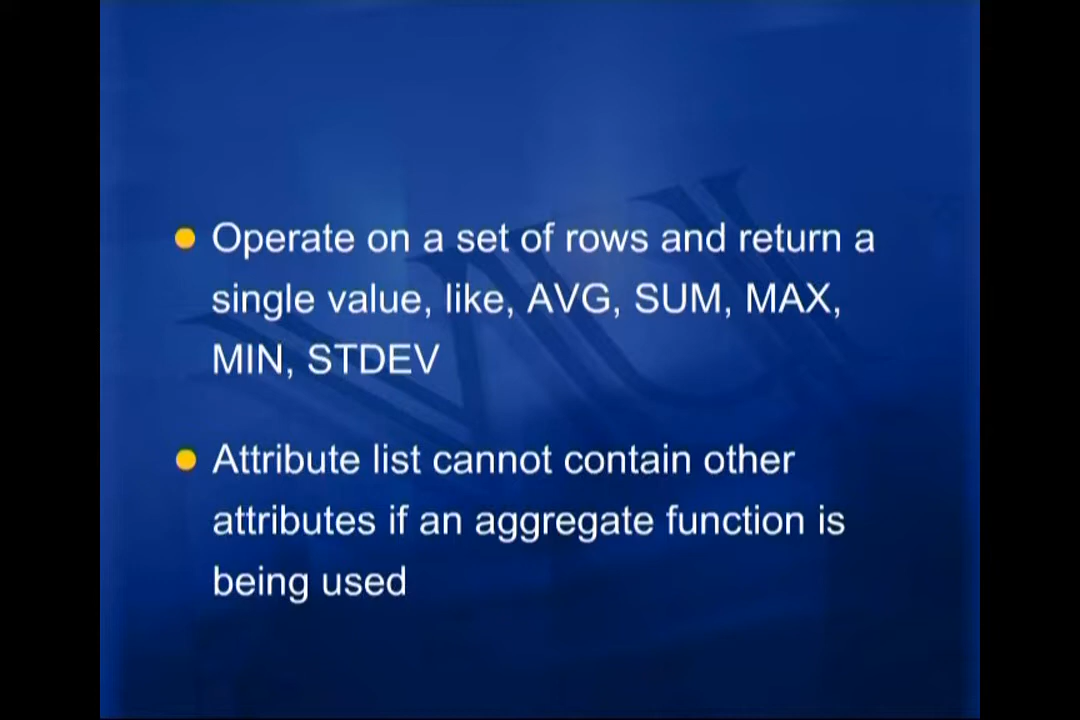 Operate on a set of rows and return a
single value, like, AVG, SUM, MAX,
MIN, STDEV
Attribute list cannot contain other
attributes if an aggregate function is
being used
VU